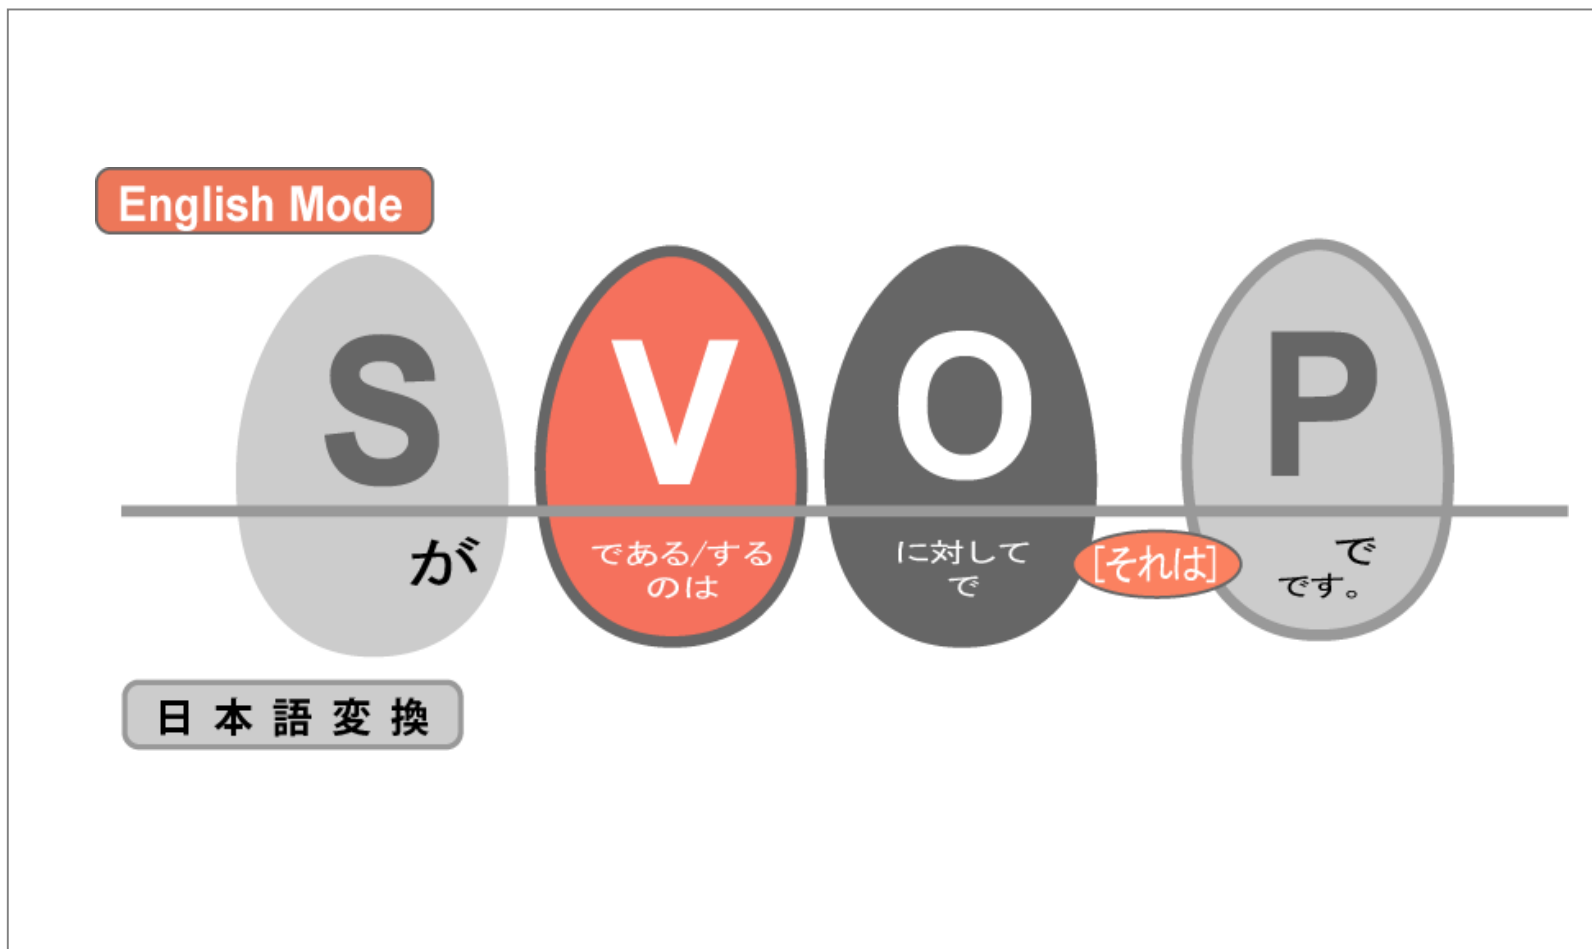 English Mode
S V O P
が
である/する
のは
に対して
で
[それは]
で
です。
日本語変換